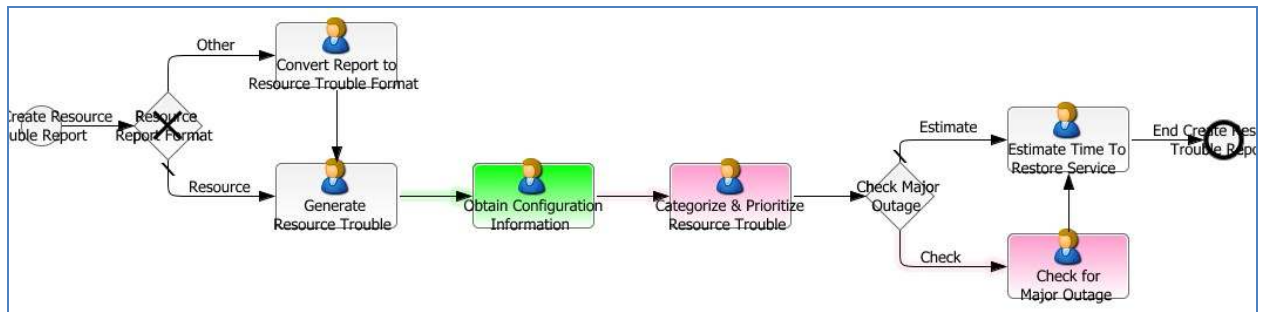 Create Resource
uble Report
Resource
Report Format
Other
Convert Report to
Resource Trouble Format
Resource
Generate
Resource Trouble
Obtain Configuration
Information
Categorize & Prioritize
Resource Trouble
Check Major
Outage
Estimate
Estimate Time To
Restore Service
Check
Check for
Major Outage
End Create Res
Trouble Repo